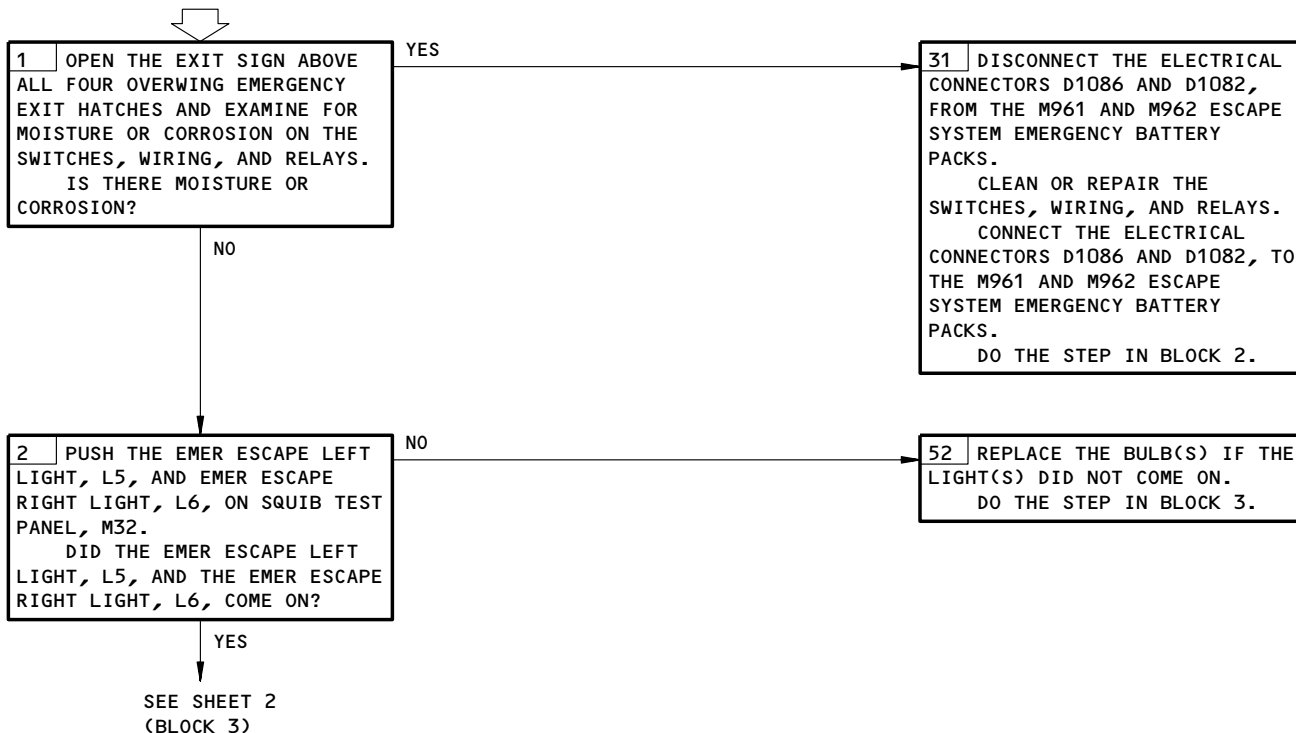 1 OPEN THE EXIT SIGN ABOVE
ALL FOUR OVERWING EMERGENCY
EXIT HATCHES AND EXAMINE FOR
MOISTURE OR CORROSION ON THE
SWITCHES, WIRING, AND RELAYS.
IS THERE MOISTURE OR
CORROSION?
YES
31 DISCONNECT THE ELECTRICAL
CONNECTORS D1086 AND D1082,
FROM THE M961 AND M962 ESCAPE
SYSTEM EMERGENCY BATTERY
PACKS.
CLEAN OR REPAIR THE
SWITCHES, WIRING, AND RELAYS.
CONNECT THE ELECTRICAL
CONNECTORS D1086 AND D1082, TO
THE M961 AND M962 ESCAPE
SYSTEM EMERGENCY BATTERY
PACKS.
DO THE STEP IN BLOCK 2.
NO
2 PUSH THE EMER ESCAPE LEFT
LIGHT, L5, AND EMER ESCAPE
RIGHT LIGHT, L6, ON SQUIB TEST
PANEL, M32.
DID THE EMER ESCAPE LEFT
LIGHT, L5, AND THE EMER ESCAPE
RIGHT LIGHT, L6, COME ON?
NO
52 REPLACE THE BULB(S) IF THE
LIGHT(S) DID NOT COME ON.
DO THE STEP IN BLOCK 3.
YES
SEE SHEET 2
(BLOCK 3)